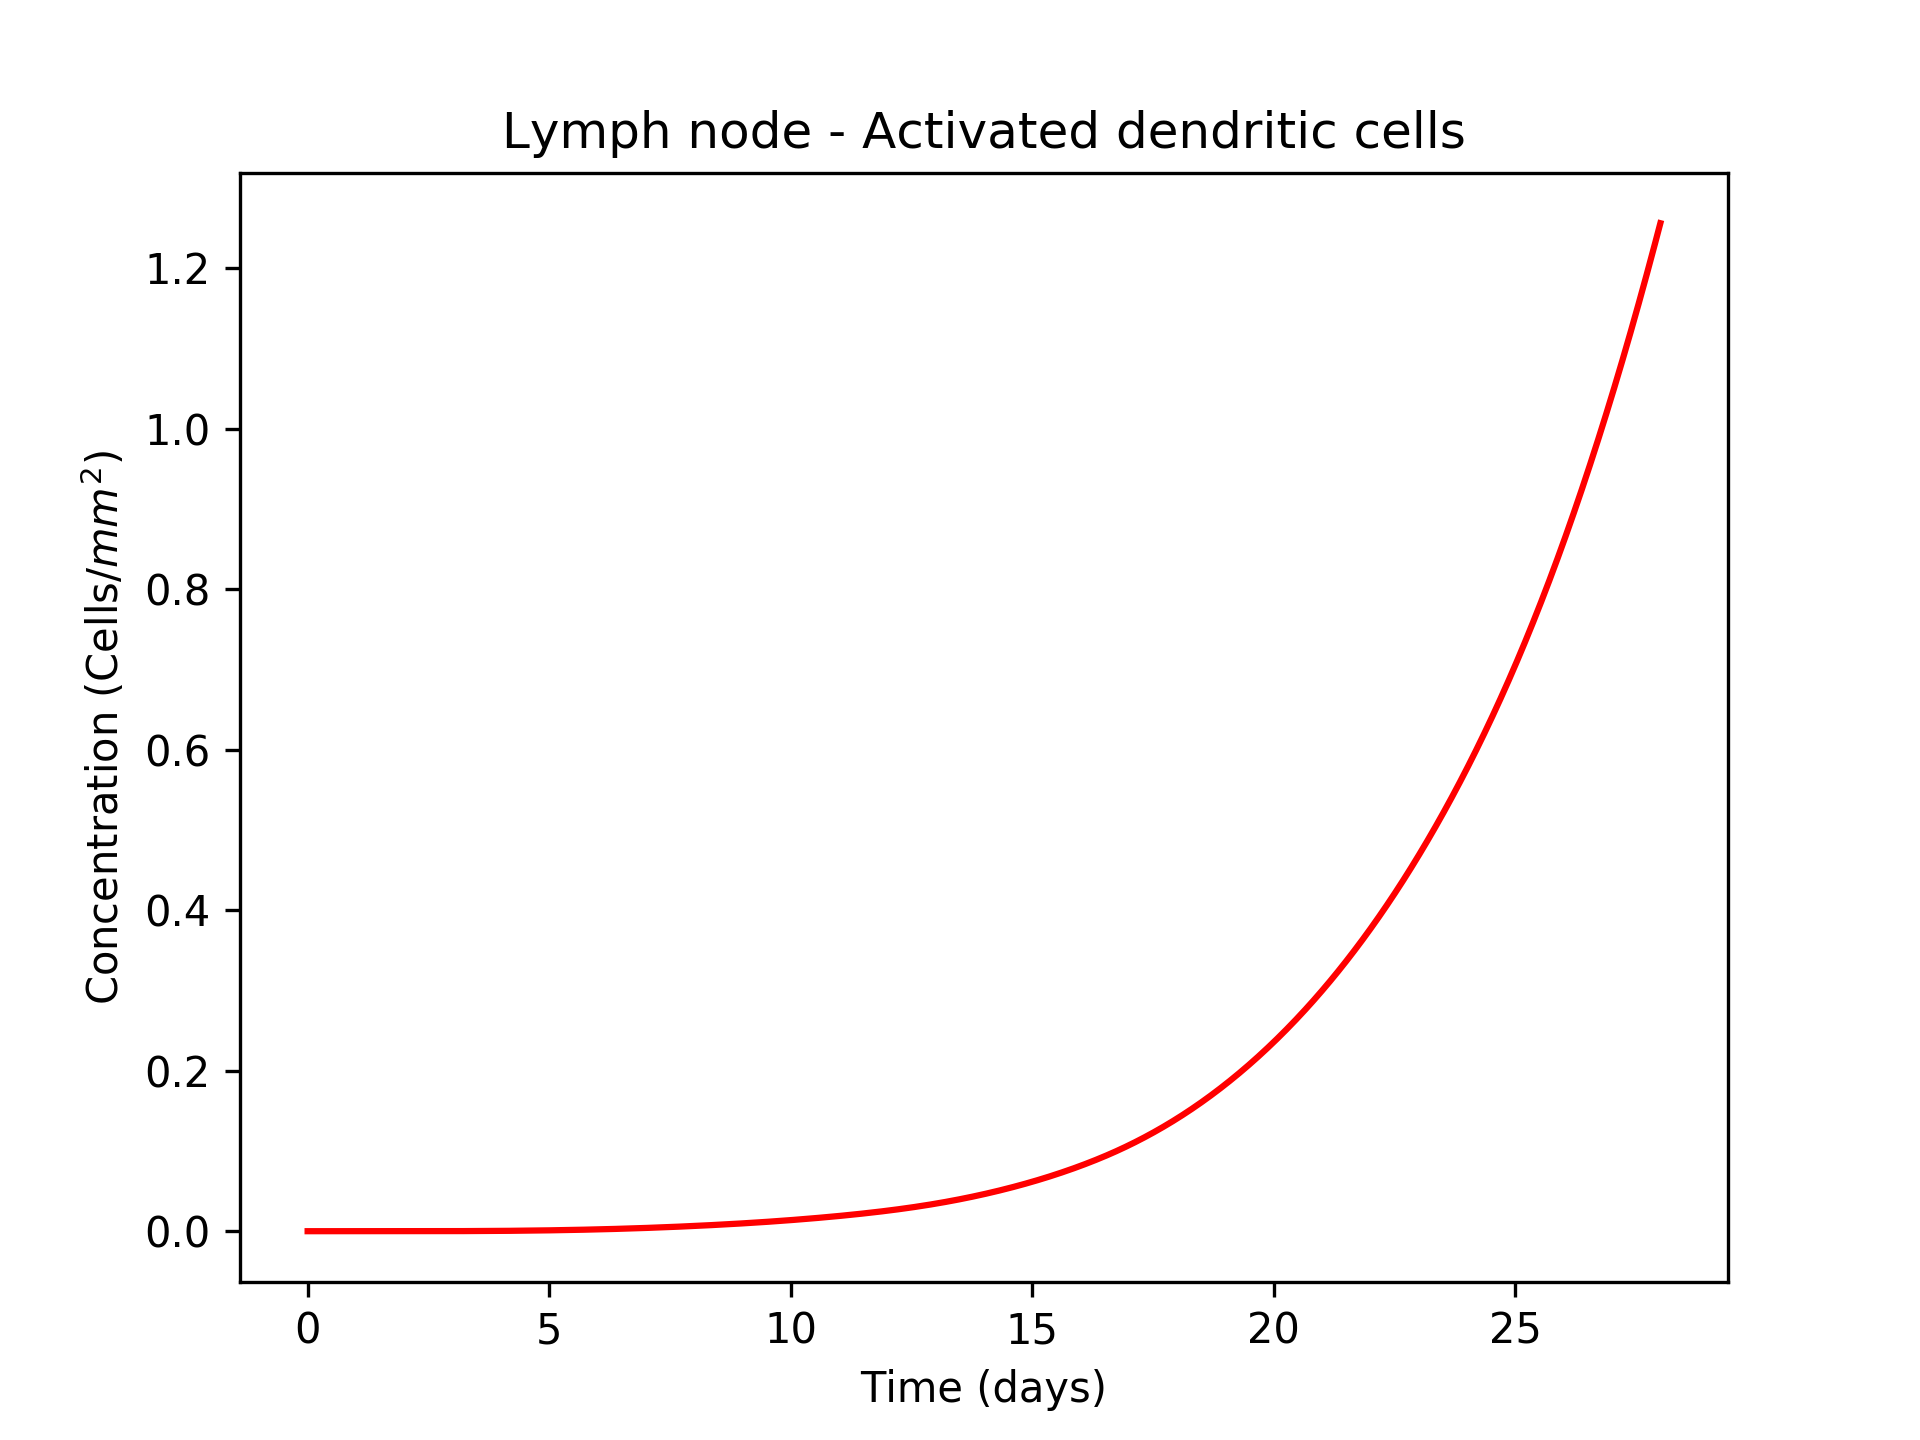 Lymph node - Activated dendritic cells
Concentration (Cells/mm²)
1.2
1.0
0.8
0.6
0.4
0.2
0.0
0 5 10 15 20 25
Time (days)